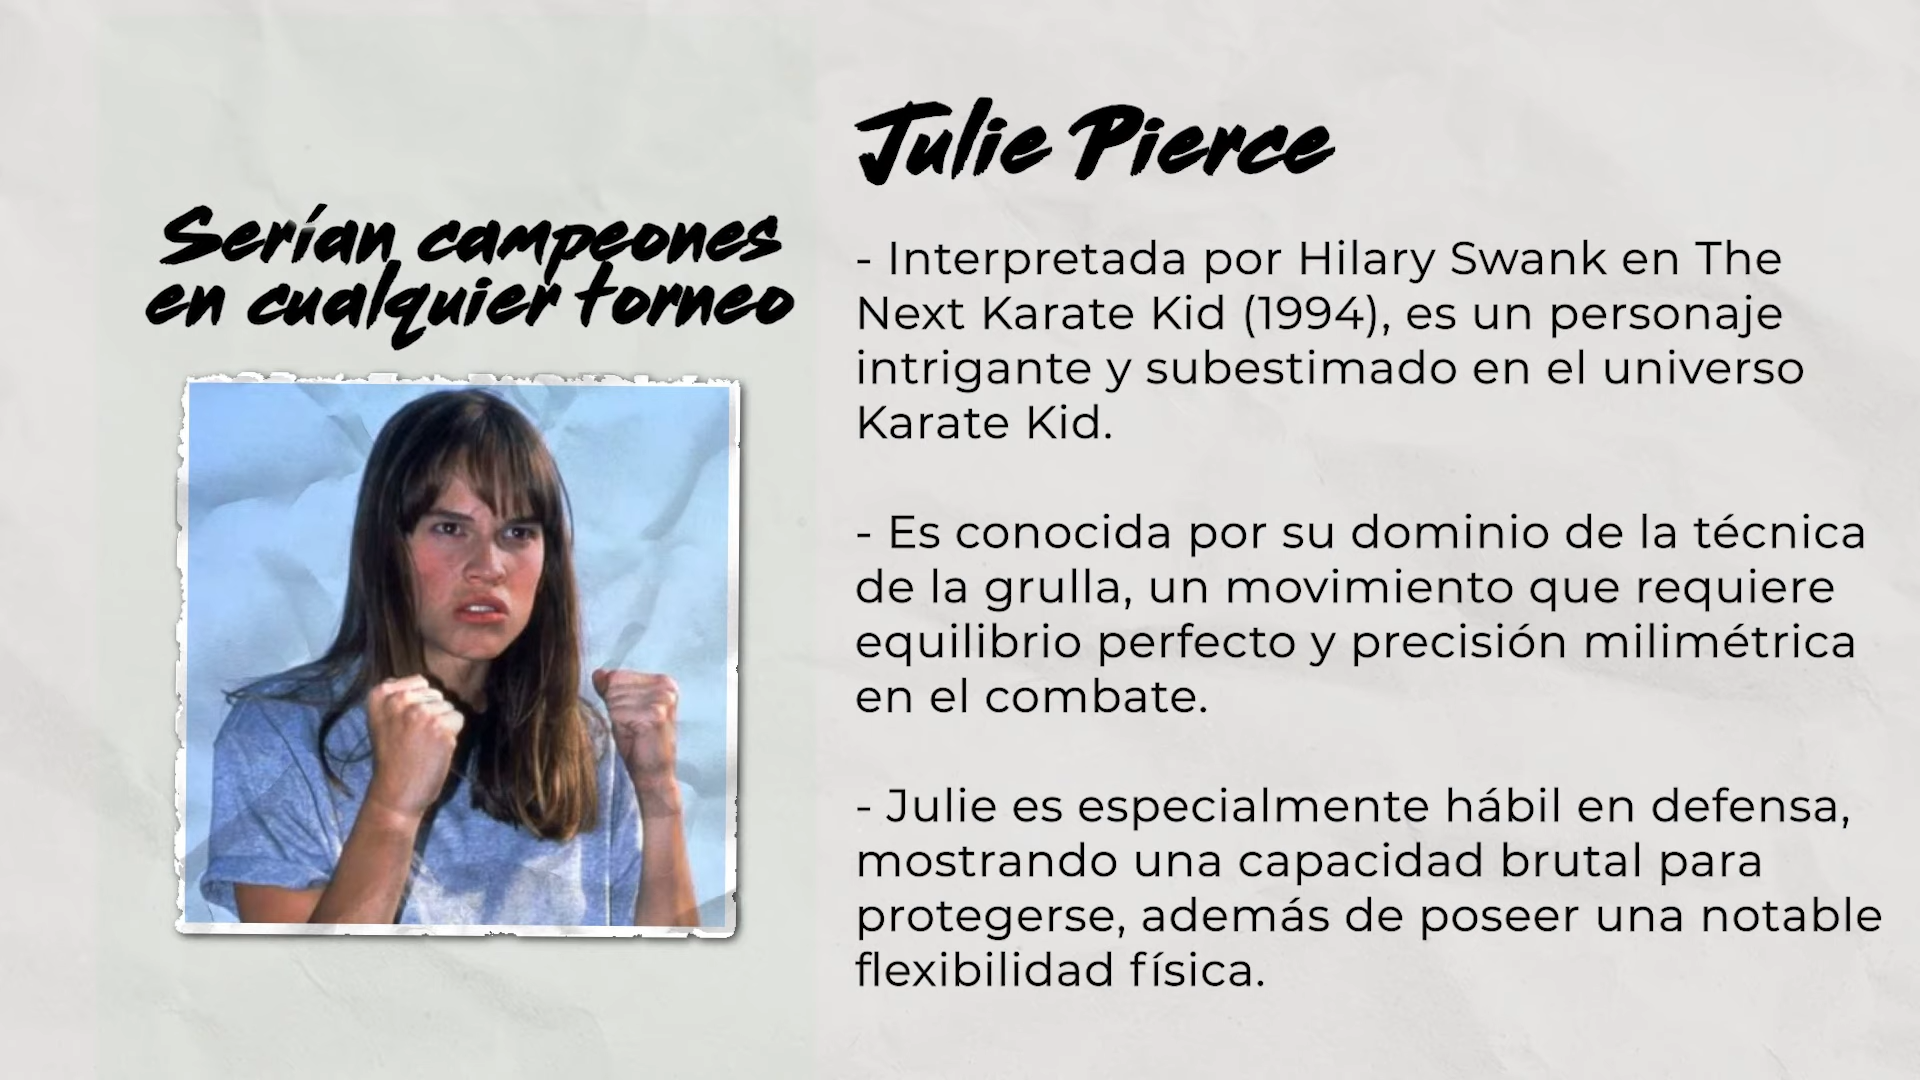 Serían campeones
en cualquier torneo
Julie Pierce
- Interpretada por Hilary Swank en The
Next Karate Kid (1994), es un personaje
intrigante y subestimado en el universo
Karate Kid.
- Es conocida por su dominio de la técnica
de la grulla, un movimiento que requiere
equilibrio perfecto y precisión milimétrica
en el combate.
- Julie es especialmente hábil en defensa,
mostrando una capacidad brutal para
protegerse, además de poseer una notable
flexibilidad física.